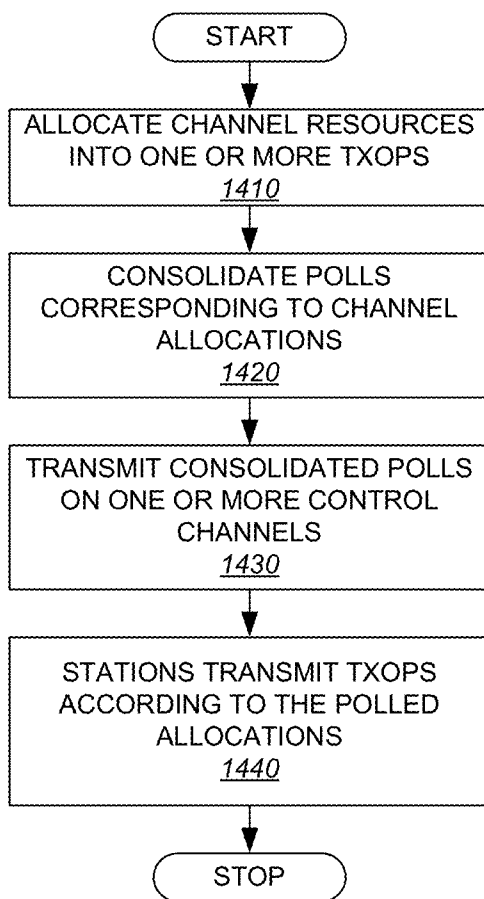 START
ALLOCATE CHANNEL RESOURCES
INTO ONE OR MORE TXOPS
1410
CONSOLIDATE POLLS
CORRESPONDING TO CHANNEL
ALLOCATIONS
1420
TRANSMIT CONSOLIDATED POLLS
ON ONE OR MORE CONTROL
CHANNELS
1430
STATIONS TRANSMIT TXOPS
ACCORDING TO THE POLLED
ALLOCATIONS
1440
STOP